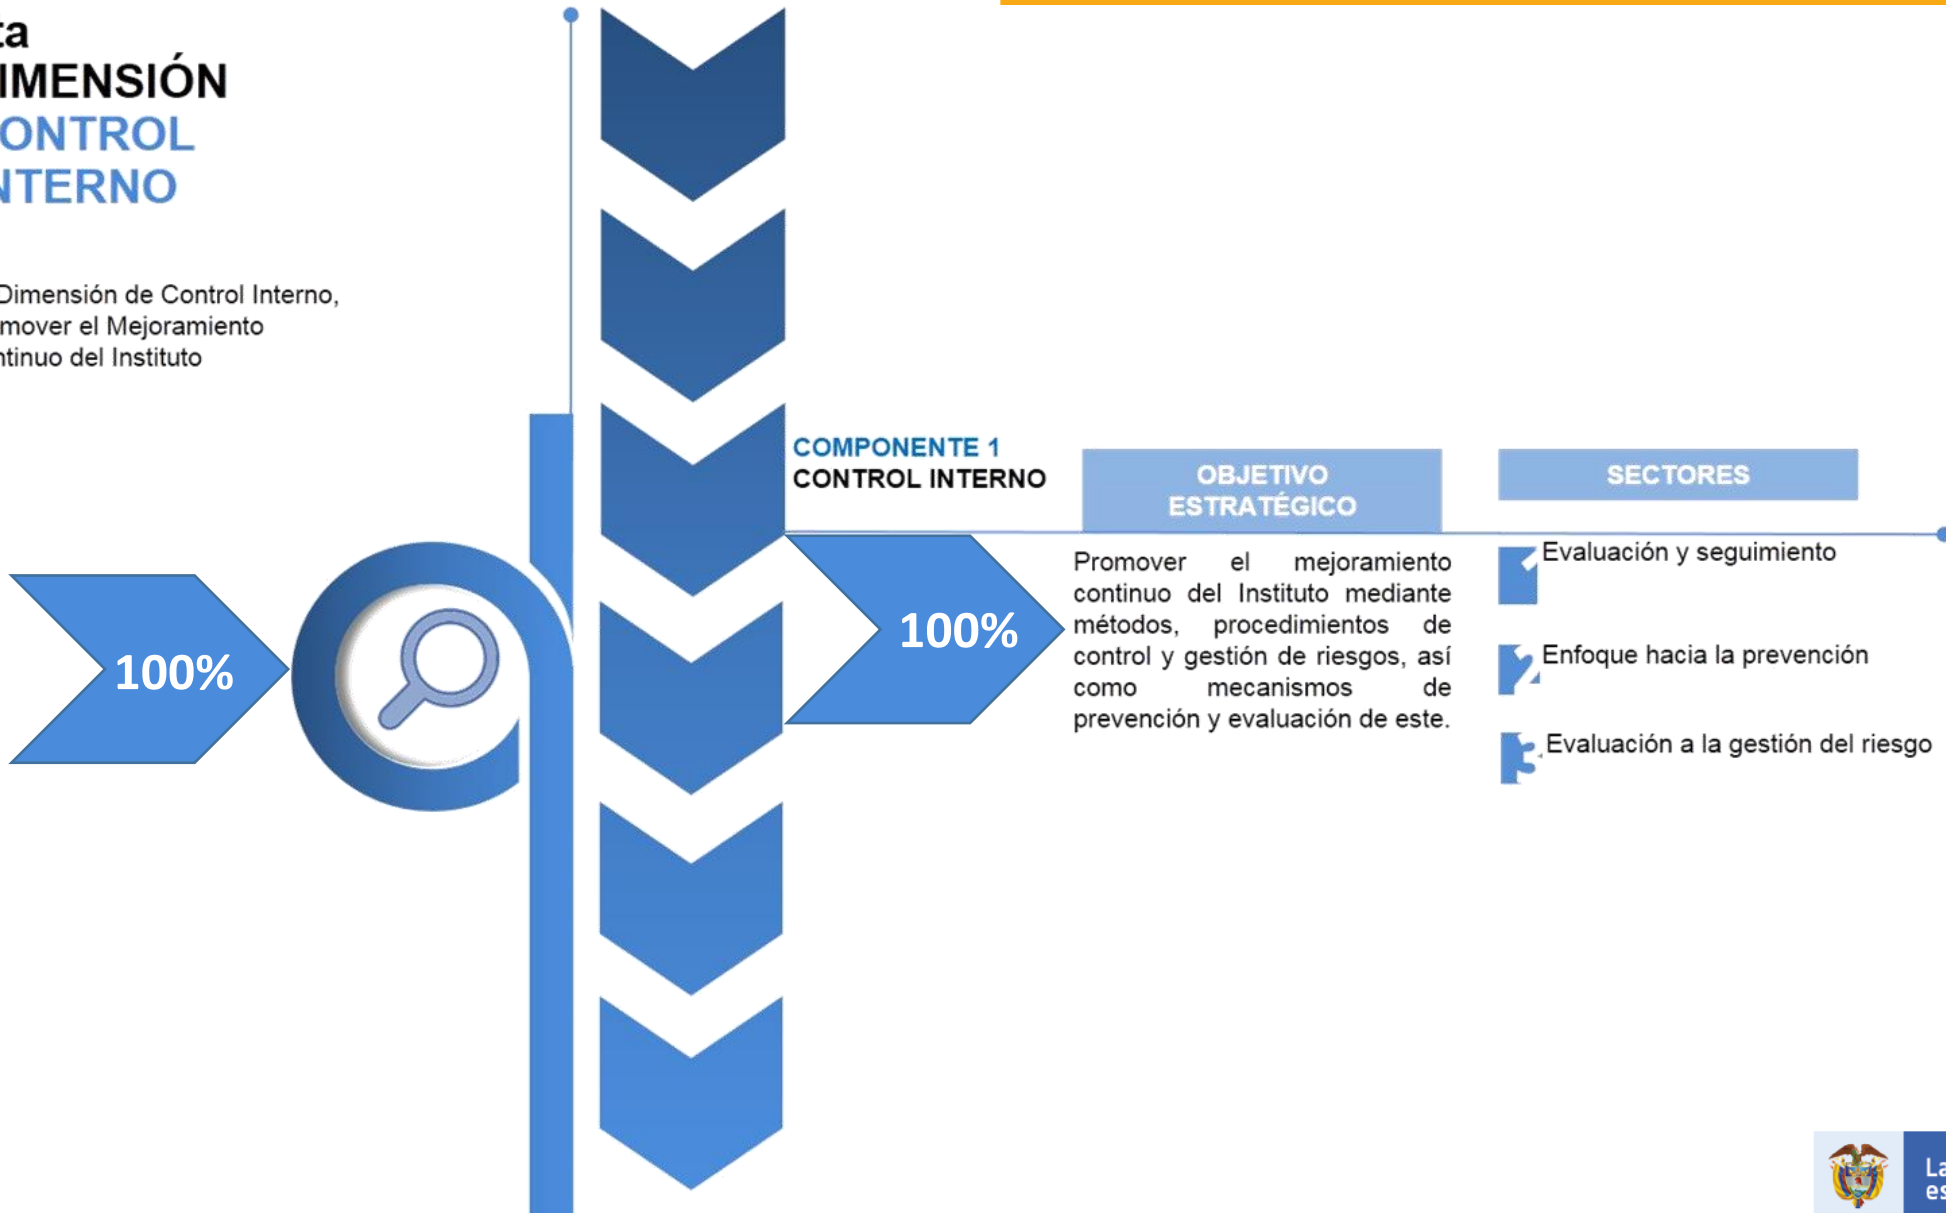 ta
IMENSIÓN
ONTROL
NTERNO
Dimensión de Control Interno,
mover el Mejoramiento
ntinuo del Instituto
100%
COMPONENTE 1
CONTROL INTERNO
100%
OBJETIVO
ESTRATÉGICO
Promover el mejoramiento
continuo del Instituto mediante
métodos, procedimientos de
control y gestión de riesgos, así
como mecanismos de
prevención y evaluación de este.
SECTORES
1 Evaluación y seguimiento
2 Enfoque hacia la prevención
3 Evaluación a la gestión del riesgo
La
es